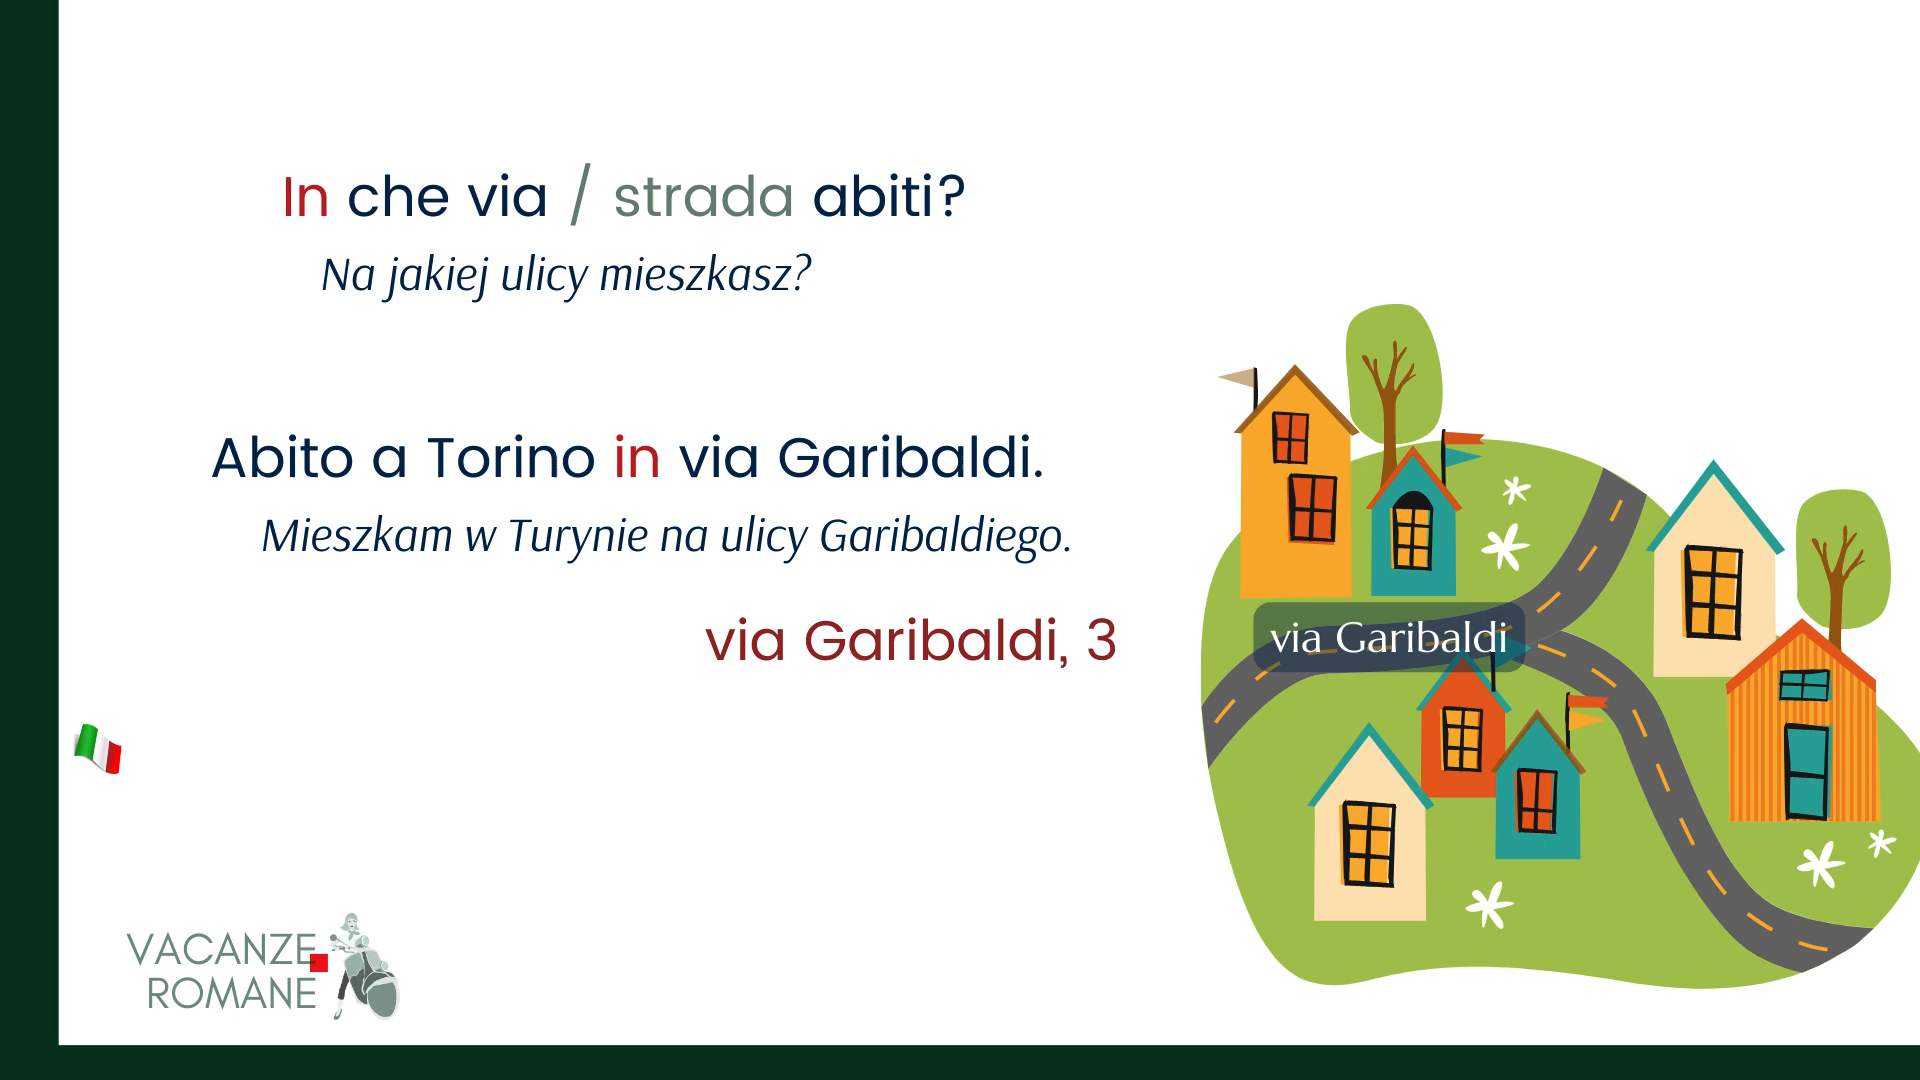 In che via / strada abiti?
Na jakiej ulicy mieszkasz?
Abito a Torino in via Garibaldi.
Mieszkam w Turynie na ulicy Garibaldiego.
via Garibaldi, 3
via Garibaldi
VACANZE
ROMANE